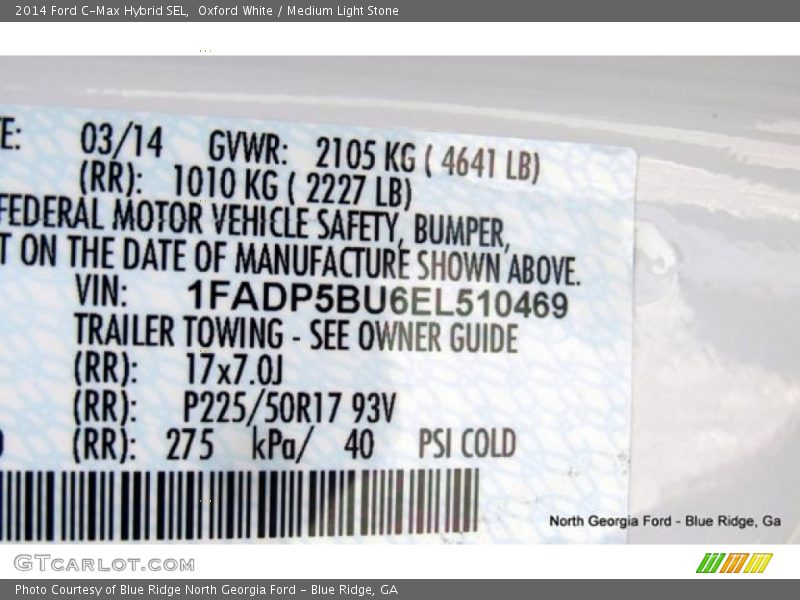 2014 Ford C-Max Hybrid SEL,  Oxford White / Medium Light Stone
E: 03/14 GVWR: 2105 KG ( 4641 LB)
(RR): 1010 KG ( 2227 LB)
FEDERAL MOTOR VEHICLE SAFETY, BUMPER,
T ON THE DATE OF MANUFACTURE SHOWN ABOVE.
VIN: 1FADP5BU6EL510469
TRAILER TOWING - SEE OWNER GUIDE
(RR): 17x7.0J
(RR): P225/50R17 93V
(RR): 275 kPa/ 40 PSI COLD
North Georgia Ford - Blue Ridge, Ga
GTCARLOT.COM
Photo Courtesy of Blue Ridge North Georgia Ford - Blue Ridge, GA